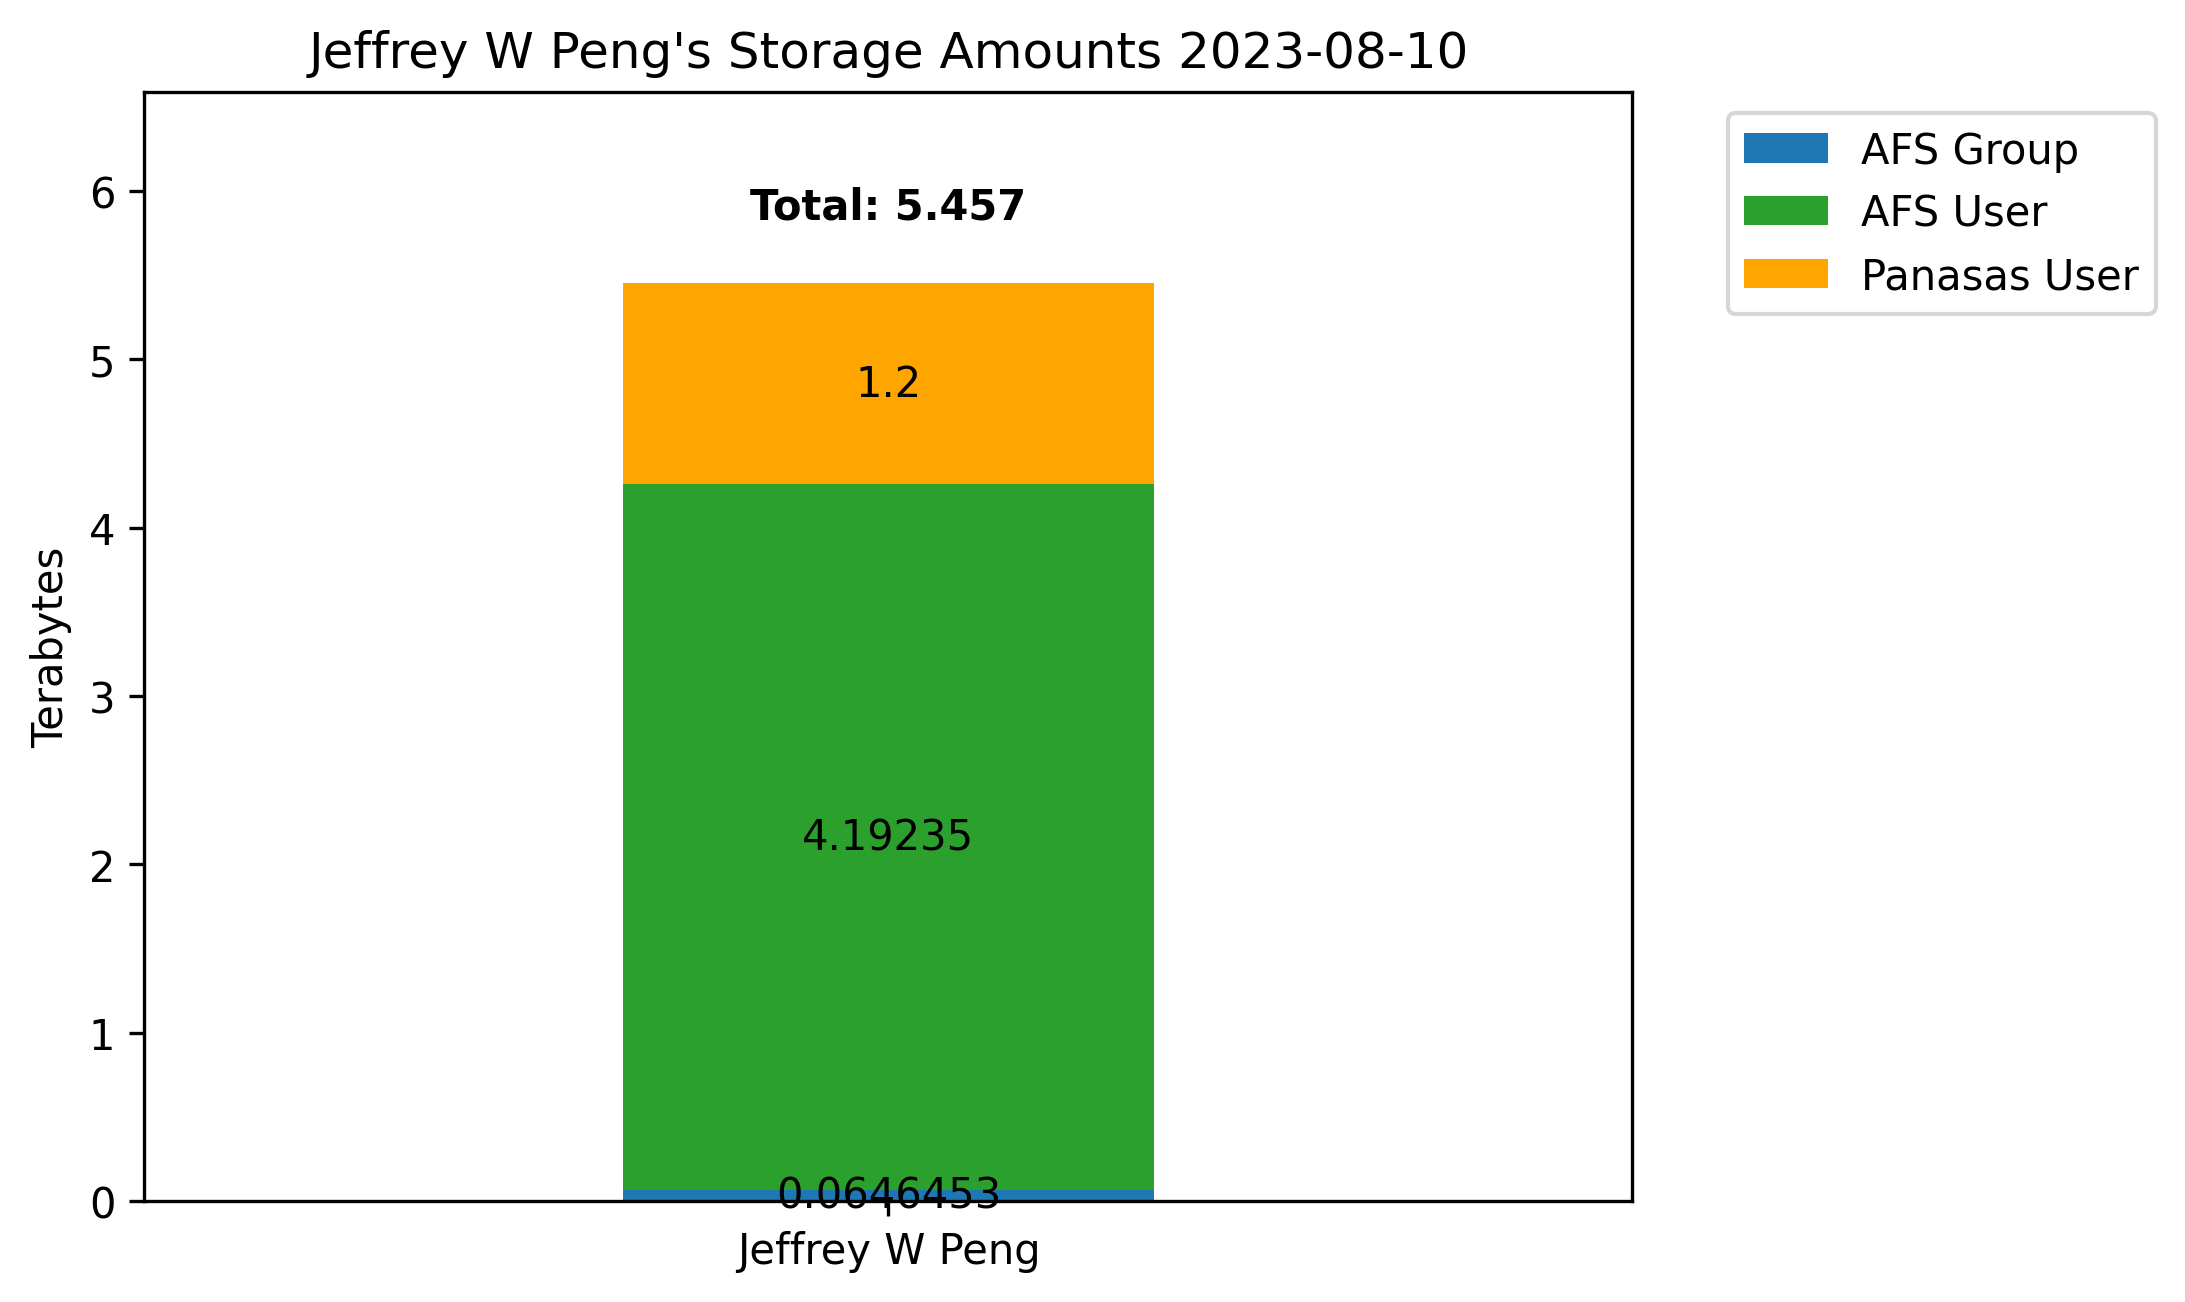 Jeffrey W Peng's Storage Amounts 2023-08-10
AFS Group
AFS User
Panasas User
Total: 5.457
6
5
4
3
2
1
0
Terabytes
1.2
4.19235
0.0646453
Jeffrey W Peng